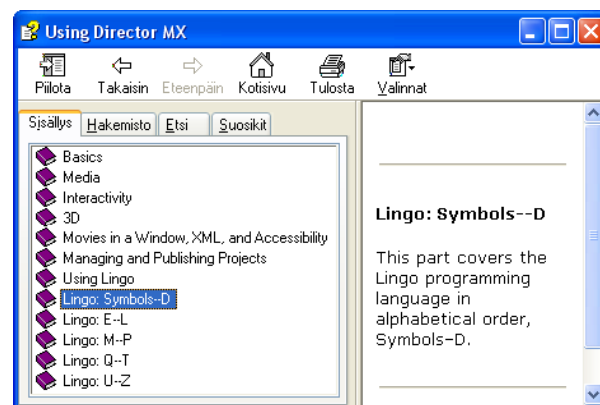 Using Director MX
Piilota Takaisin Eteenpäin Kotisivu Tulosta Valinnat
Sisällys Hakemisto Etsi Suosikit
Basics
Media
Interactivity
3D
Movies in a Window, XML, and Accessibility
Managing and Publishing Projects
Using Lingo
Lingo: Symbols--D
Lingo: E--L
Lingo: M--P
Lingo: Q--T
Lingo: U--Z
Lingo: Symbols--D
This part covers the
Lingo programming
language in
alphabetical order,
Symbols–D.